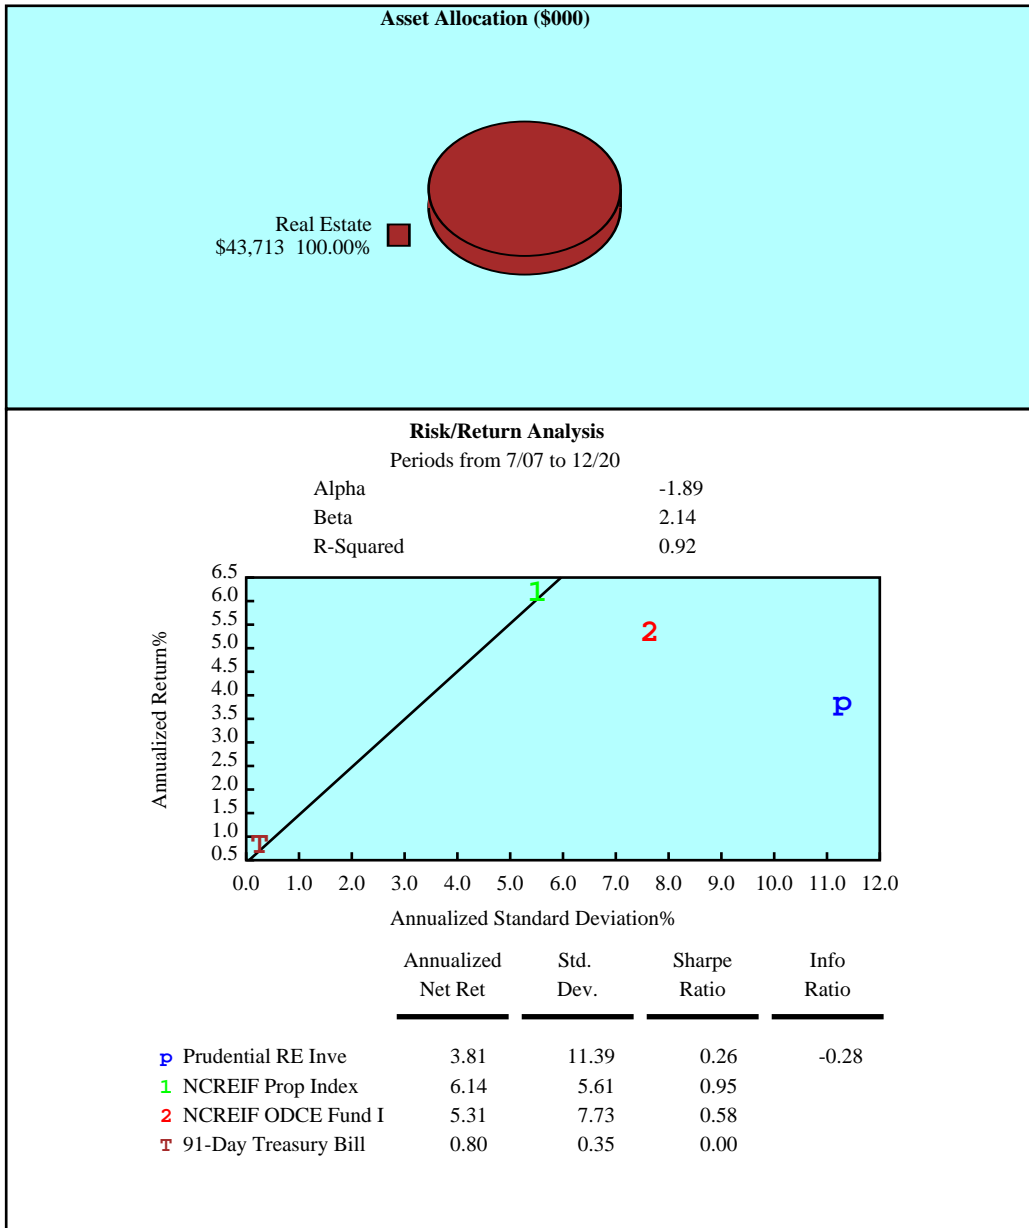 Asset Allocation ($000)
Real Estate
$43,713 100.00%
Risk/Return Analysis
Periods from 7/07 to 12/20
Alpha -1.89
Beta 2.14
R-Squared 0.92
6.5
6.0
5.5
5.0
4.5
4.0
3.5
3.0
2.5
2.0
1.5
1.0
0.5
Annualized Return%
1
2
p
T
0.0 1.0 2.0 3.0 4.0 5.0 6.0 7.0 8.0 9.0 10.0 11.0 12.0
Annualized Standard Deviation%
Annualized Std. Sharpe Info
Net Ret Dev. Ratio Ratio
p Prudential RE Inve 3.81 11.39 0.26 -0.28
1 NCREIF Prop Index 6.14 5.61 0.95
2 NCREIF ODCE Fund I 5.31 7.73 0.58
T 91-Day Treasury Bill 0.80 0.35 0.00